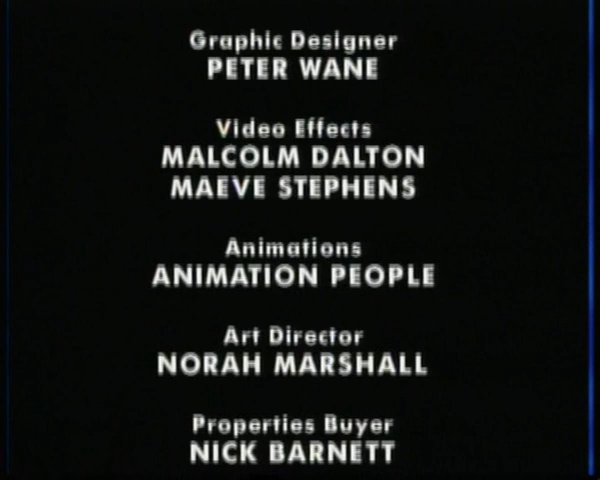 Graphic Designer
PETER WANE
Video Effects
MALCOLM DALTON
MAEVE STEPHENS
Animations
ANIMATION PEOPLE
Art Director
NORAH MARSHALL
Properties Buyer
NICK BARNETT